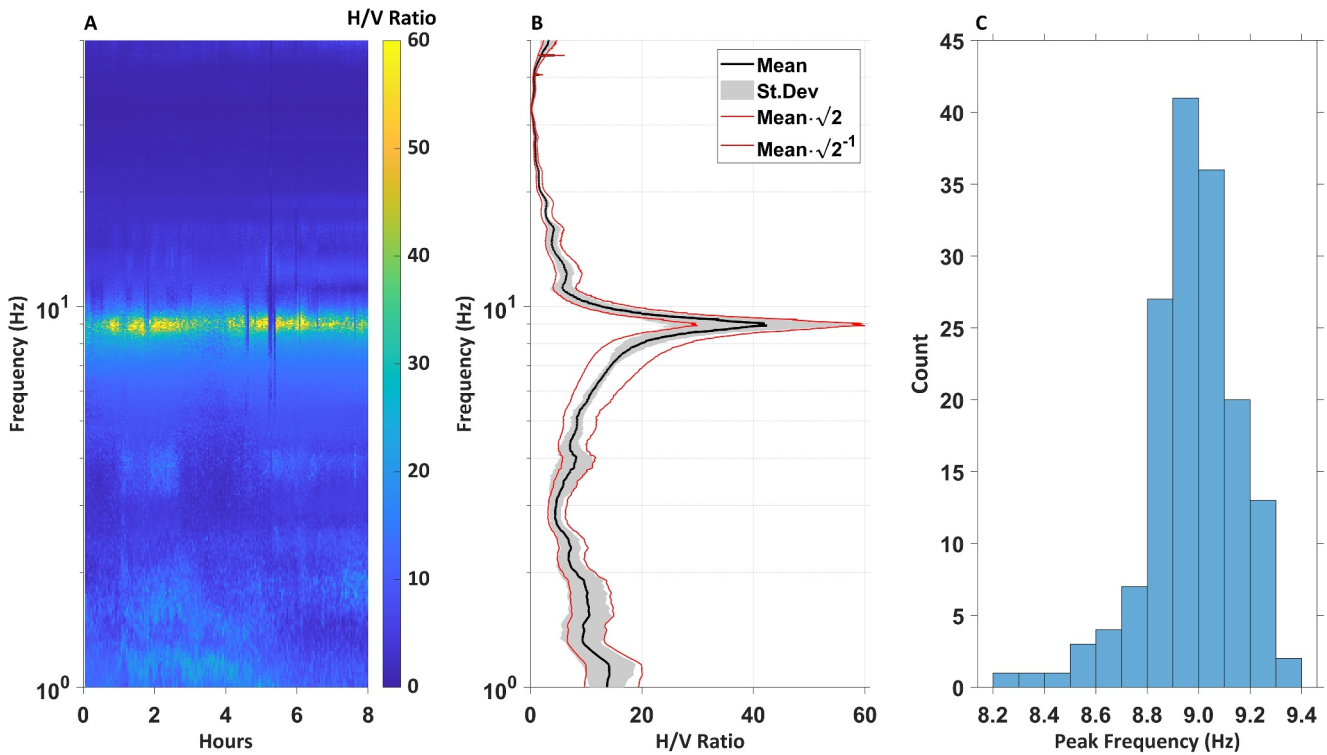 A
H/V Ratio
60
50
40
30
20
10
0
10¹
10⁰
Frequency (Hz)
0
2
4
6
8
Hours
B
Mean
St.Dev
Mean·√2
Mean·√2⁻¹
10¹
10⁰
Frequency (Hz)
0
20
40
60
H/V Ratio
C
45
40
35
30
25
20
15
10
5
0
Count
8.2
8.4
8.6
8.8
9.0
9.2
9.4
Peak Frequency (Hz)